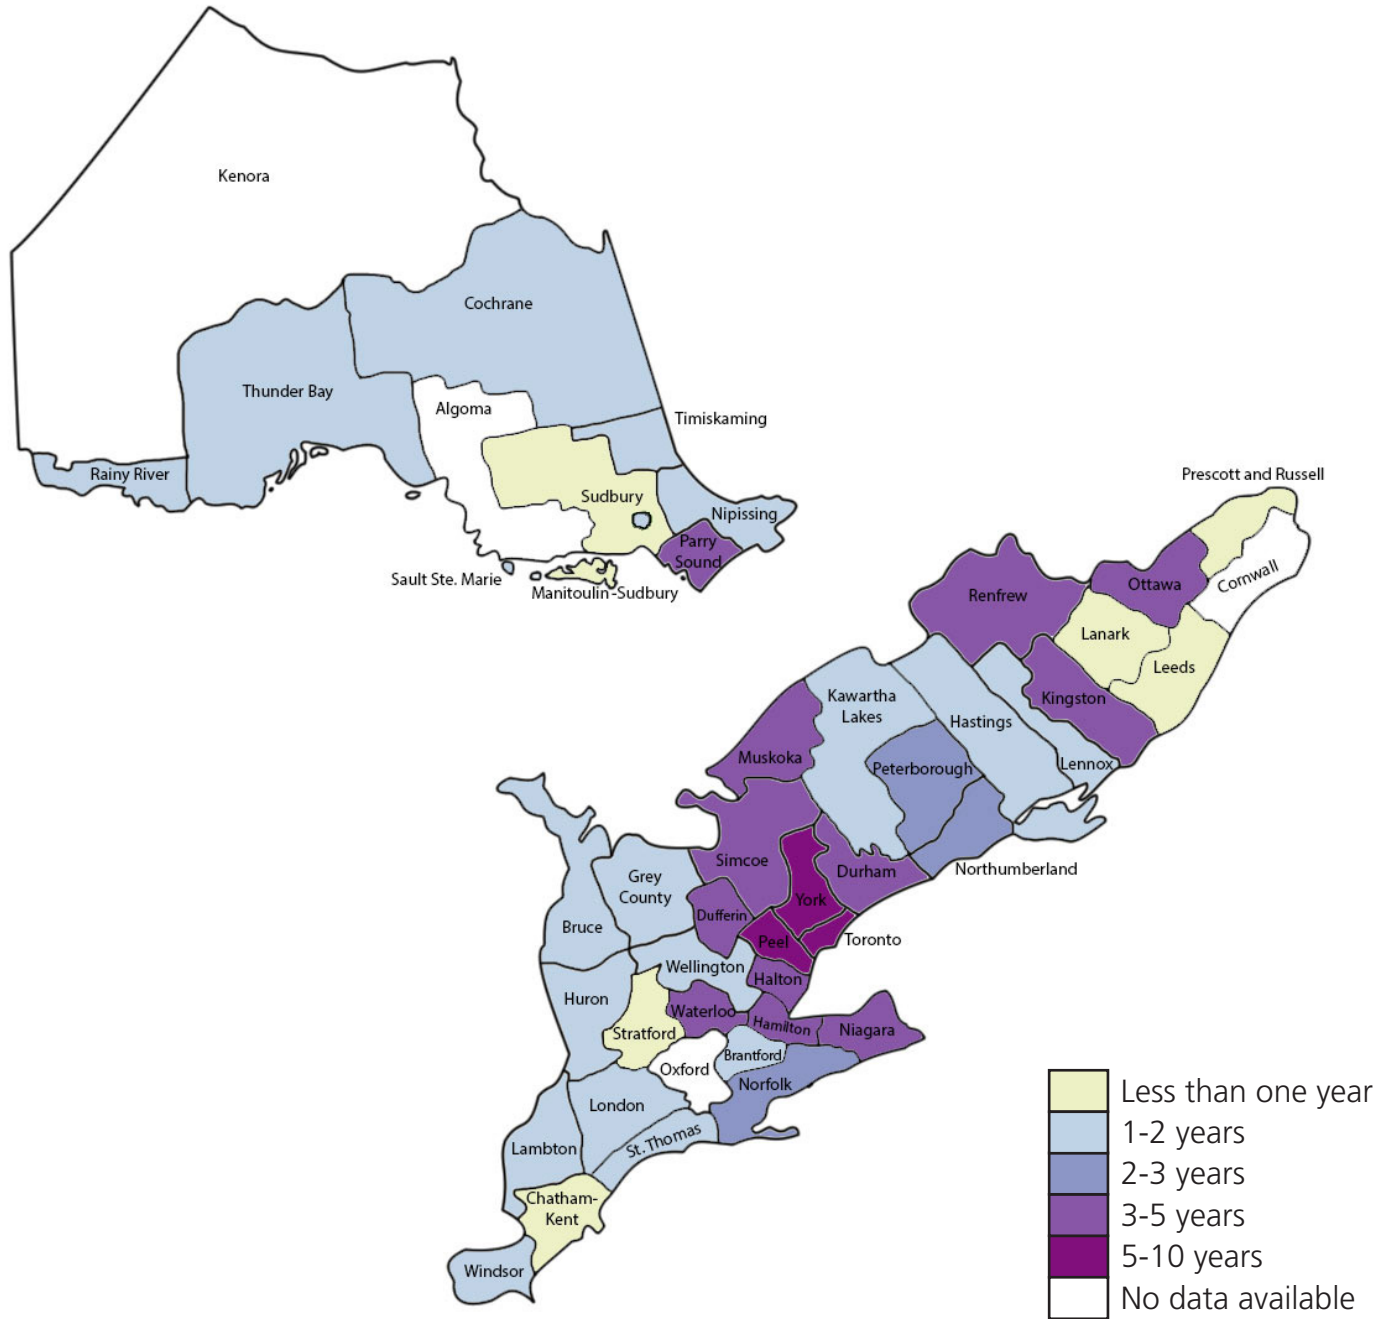 Kenora
Cochrane
Thunder Bay
Algoma
Timiskaming
Rainy River
Sudbury
Nipissing
Parry
Sound
Sault Ste. Marie
Manitoulin-Sudbury
Prescott and Russell
Cornwall
Ottawa
Renfrew
Lanark
Leeds
Kingston
Kawartha
Lakes
Hastings
Muskoka
Peterborough
Lennox
Simcoe
Durham
Northumberland
Grey
County
York
Dufferin
Bruce
Peel
Toronto
Wellington
Halton
Huron
Waterloo
Hamilton
Niagara
Stratford
Brantford
Oxford
Norfolk
London
St. Thomas
Lambton
Chatham-
Kent
Windsor
Less than one year
1-2 years
2-3 years
3-5 years
5-10 years
No data available